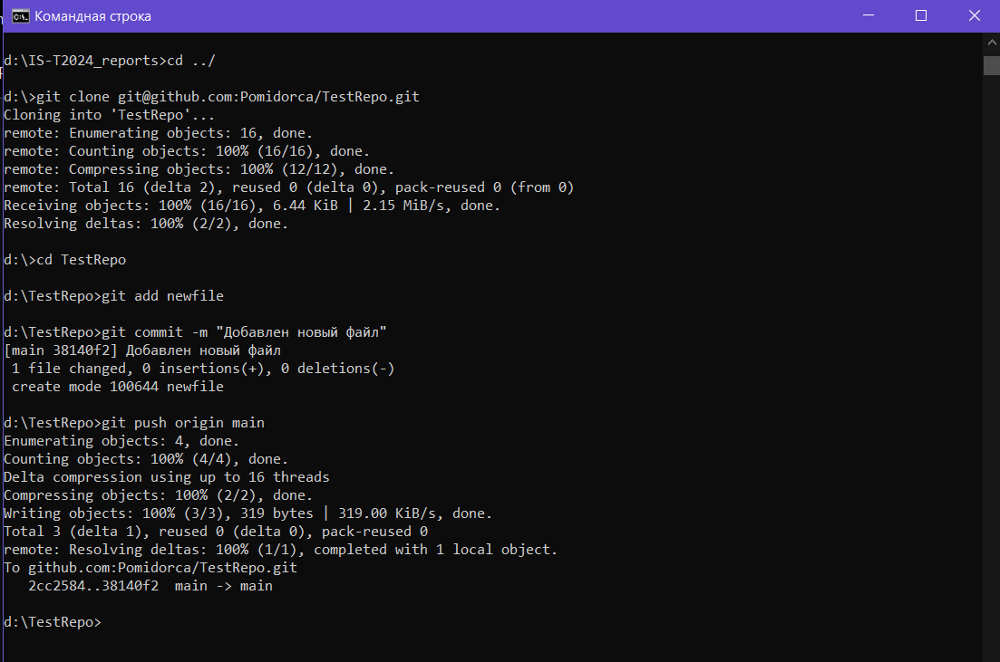 Командная строка
d:\IS-T2024_reports>cd ../
d:\>git clone git@github.com:Pomidorca/TestRepo.git
Cloning into 'TestRepo'...
remote: Enumerating objects: 16, done.
remote: Counting objects: 100% (16/16), done.
remote: Compressing objects: 100% (12/12), done.
remote: Total 16 (delta 2), reused 0 (delta 0), pack-reused 0 (from 0)
Receiving objects: 100% (16/16), 6.44 KiB | 2.15 MiB/s, done.
Resolving deltas: 100% (2/2), done.
d:\>cd TestRepo
d:\TestRepo>git add newfile
d:\TestRepo>git commit -m "Добавлен новый файл"
[main 38140f2] Добавлен новый файл
 1 file changed, 0 insertions(+), 0 deletions(-)
 create mode 100644 newfile
d:\TestRepo>git push origin main
Enumerating objects: 4, done.
Counting objects: 100% (4/4), done.
Delta compression using up to 16 threads
Compressing objects: 100% (2/2), done.
Writing objects: 100% (3/3), 319 bytes | 319.00 KiB/s, done.
Total 3 (delta 1), reused 0 (delta 0), pack-reused 0
remote: Resolving deltas: 100% (1/1), completed with 1 local object.
To github.com:Pomidorca/TestRepo.git
   2cc2584..38140f2  main -> main
d:\TestRepo>